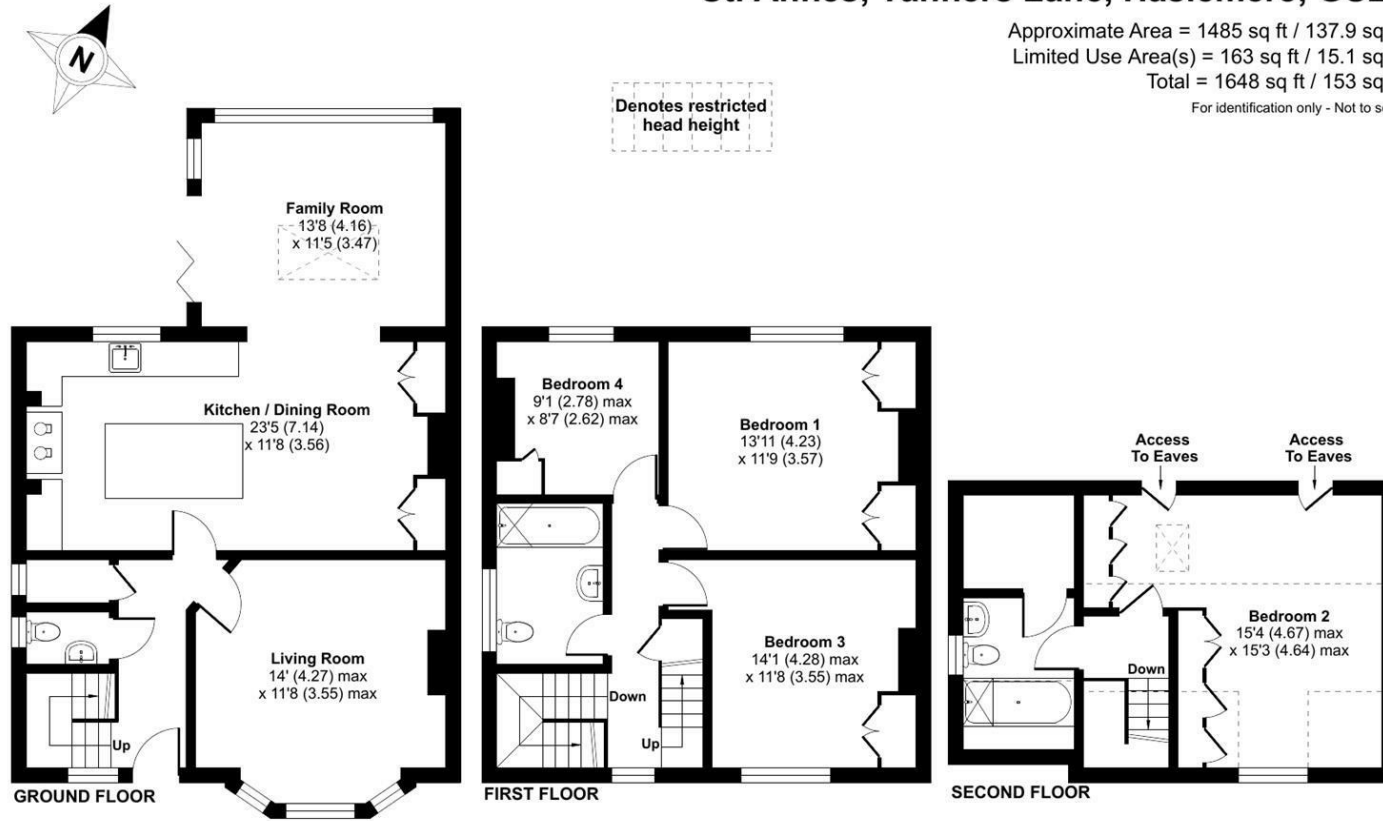 Approximate Area = 1485 sq ft / 137.9 sq
Limited Use Area(s) = 163 sq ft / 15.1 sq
Total = 1648 sq ft / 153 sq
For identification only - Not to
N
Denotes restricted
head height
Family Room
13'8 (4.16)
x 11'5 (3.47)
Kitchen / Dining Room
23'5 (7.14)
x 11'8 (3.56)
Living Room
14' (4.27) max
x 11'8 (3.55) max
Up
GROUND FLOOR
Bedroom 4
9'1 (2.78) max
x 8'7 (2.62) max
Bedroom 1
13'11 (4.23)
x 11'9 (3.57)
Bedroom 3
14'1 (4.28) max
x 11'8 (3.55) max
Down
Up
FIRST FLOOR
Access
To Eaves
Access
To Eaves
Bedroom 2
15'4 (4.67) max
x 15'3 (4.64) max
Down
SECOND FLOOR